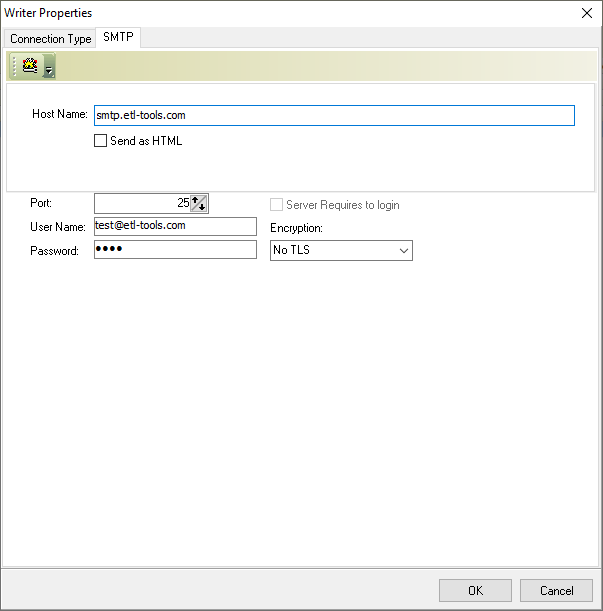 Writer Properties
Connection Type SMTP
Host Name: smtp.etl-tools.com
Send as HTML
Port: 25 Server Requires to login
User Name: test@etl-tools.com Encryption:
Password: •••• No TLS
OK Cancel